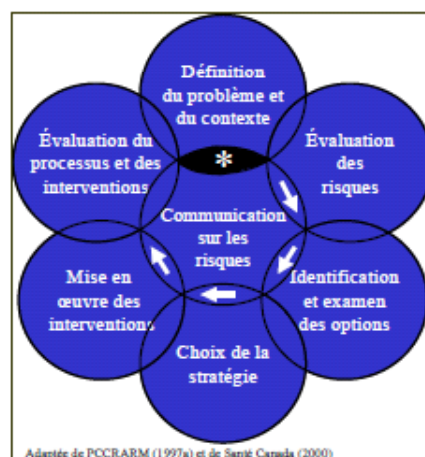 Définition
du problème et
du contexte
Évaluation du
processus et des
interventions
*
Évaluation
des
risques
Communication
sur les
risques
Mise en
œuvre des
interventions
Identification
et examen
des options
Choix de la
stratégie
Adaptée de PCCRARM (1997a) et de Santé Canada (2000)